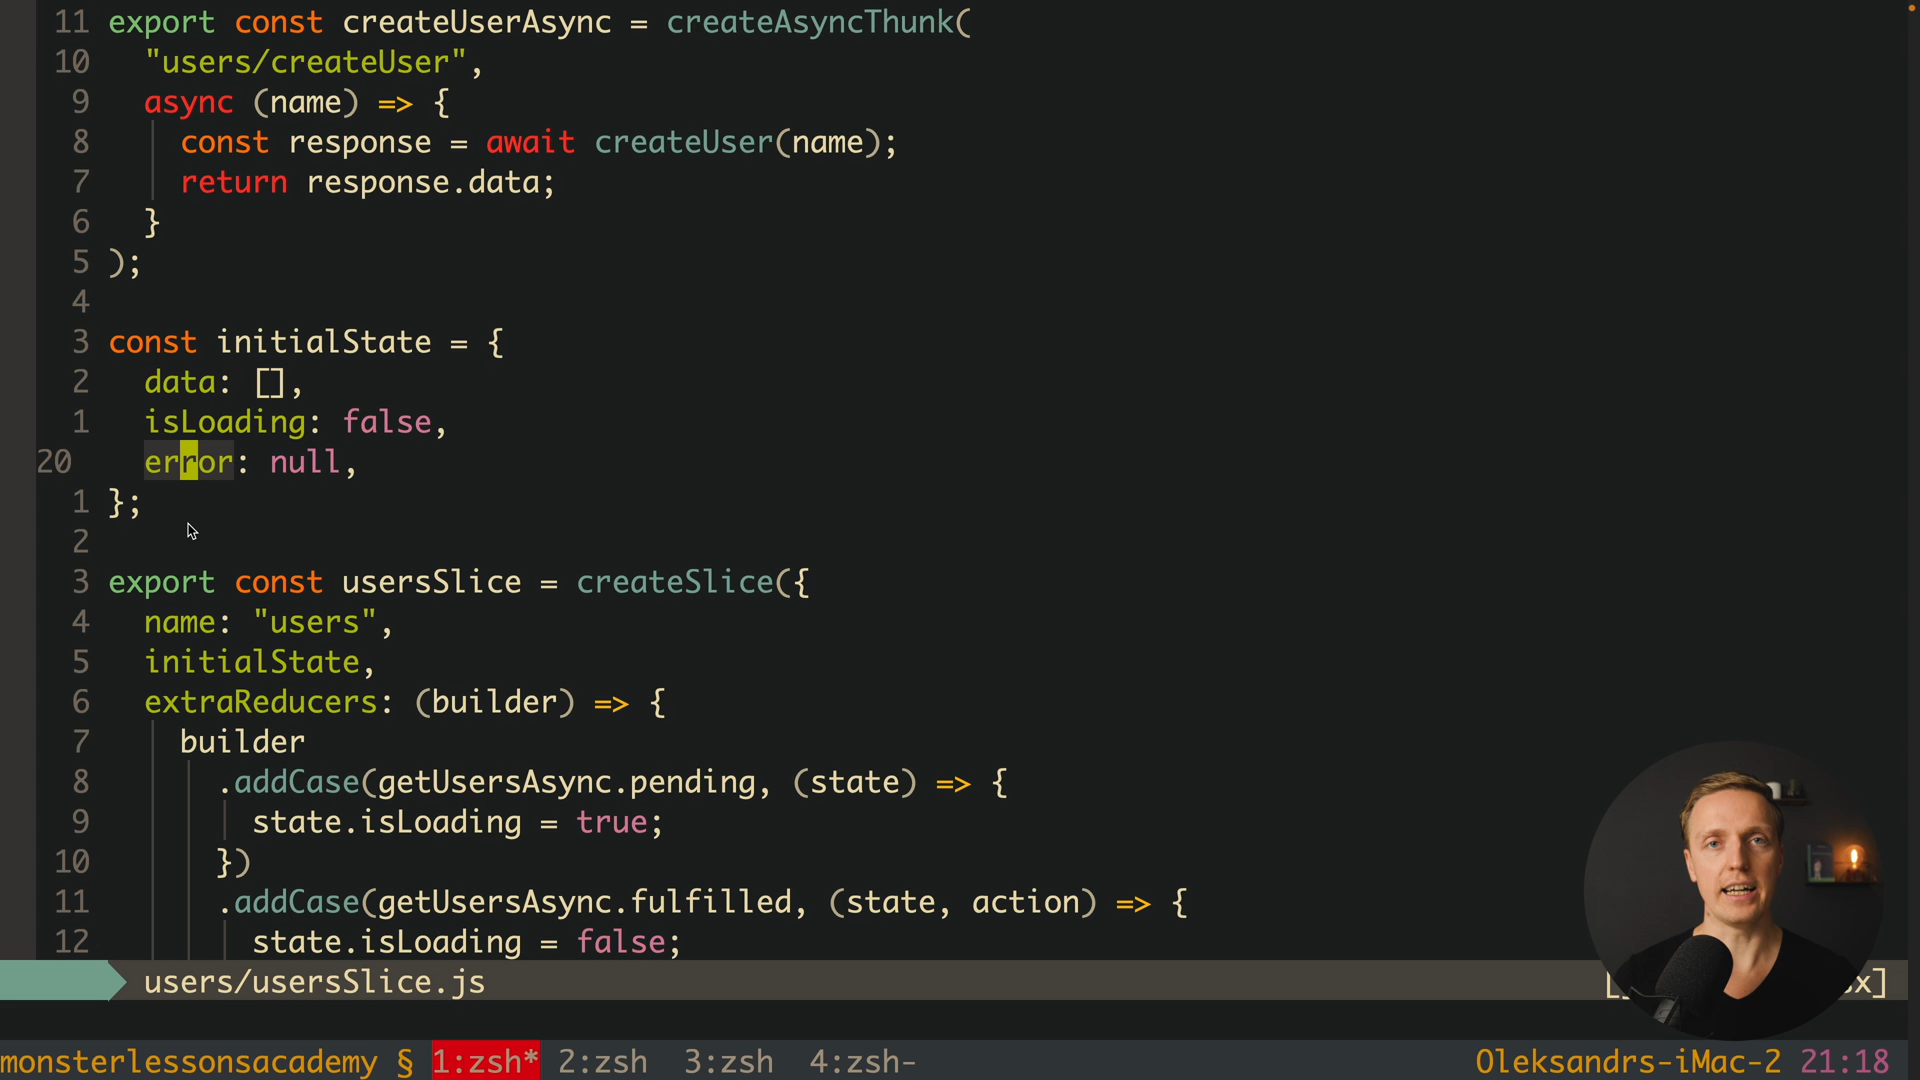 11 export const createUserAsync = createAsyncThunk(
10 "users/createUser",
9 async (name) => {
8 const response = await createUser(name);
7 return response.data;
6 }
5 );
4
3 const initialState = {
2 data: [],
1 isLoading: false,
20 error: null,
1 };
2
3 export const usersSlice = createSlice({
4 name: "users",
5 initialState,
6 extraReducers: (builder) => {
7 builder
8 .addCase(getUsersAsync.pending, (state) => {
9 state.isLoading = true;
10 })
11 .addCase(getUsersAsync.fulfilled, (state, action) => {
12 state.isLoading = false;
users/usersSlice.js
monsterlessonsacademy § 1:zsh* 2:zsh 3:zsh 4:zsh- Oleksandrs-iMac-2 21:18